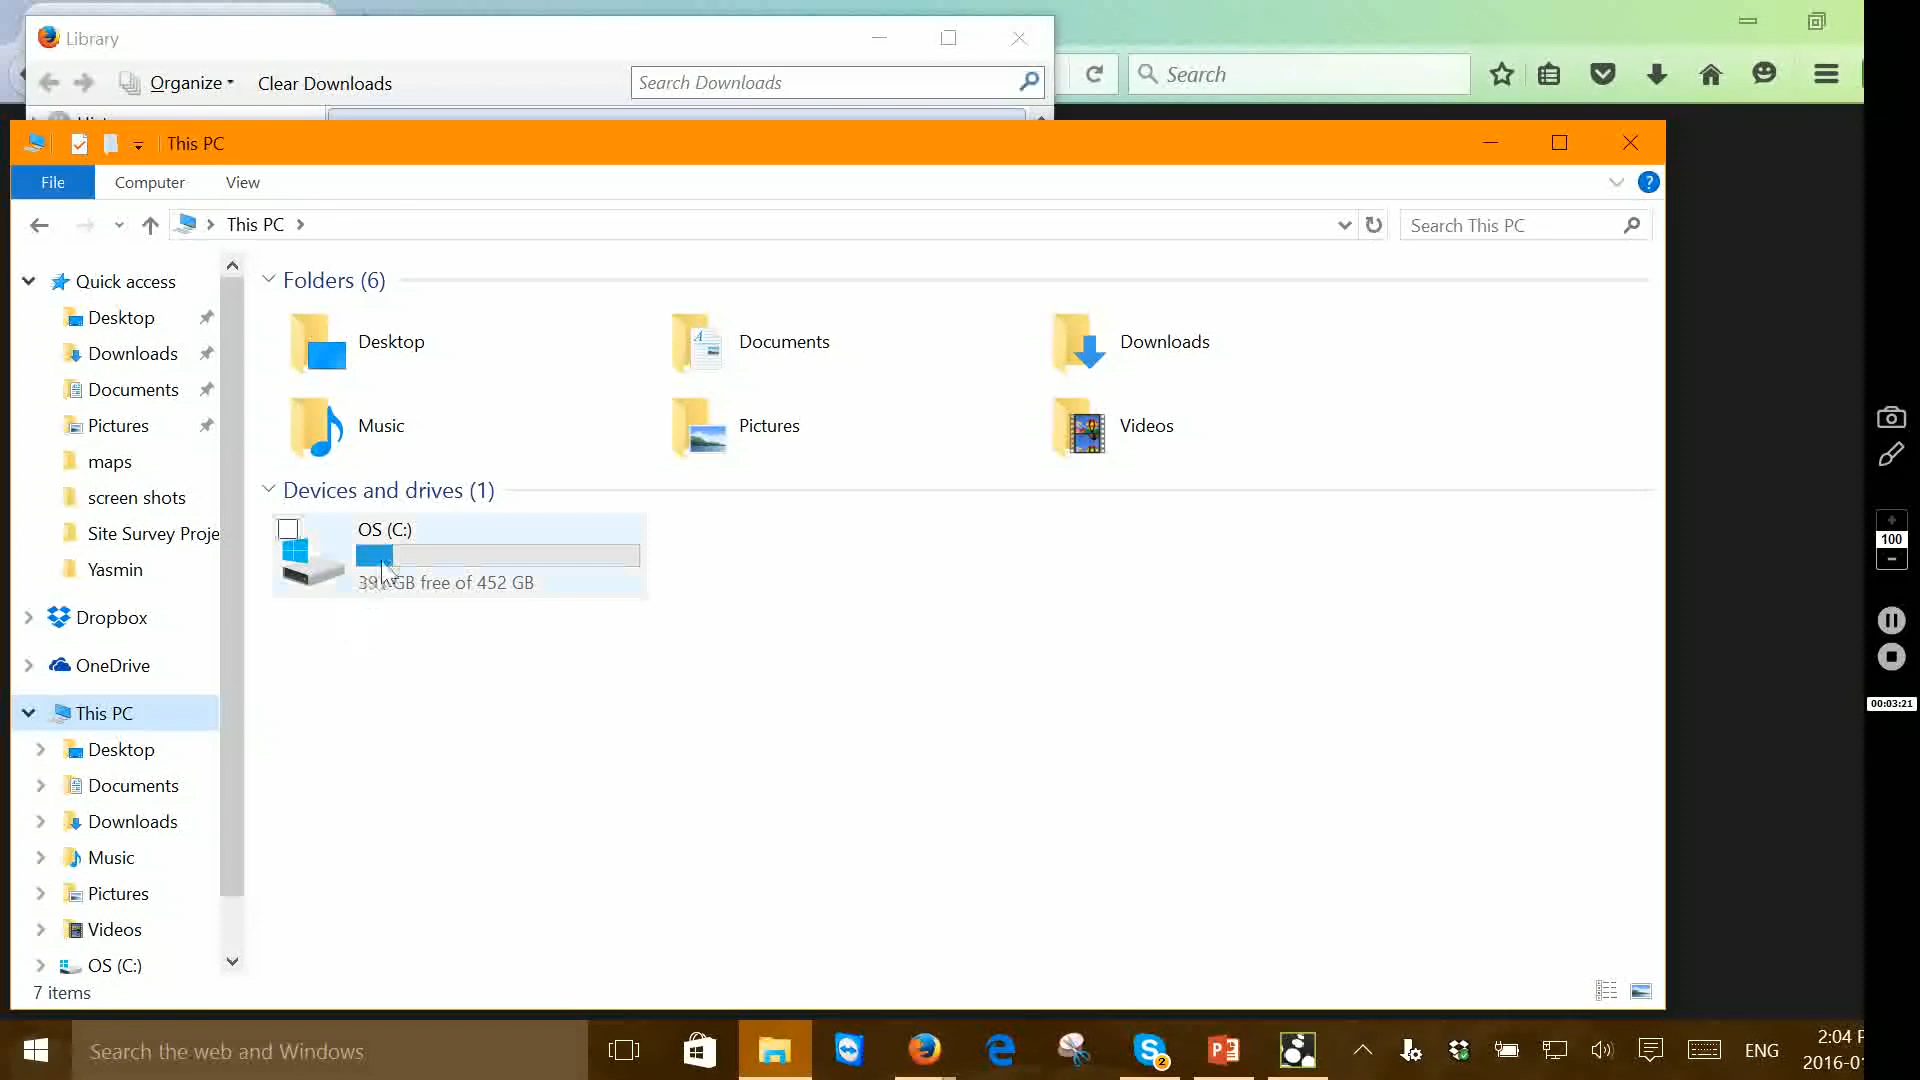 Library
Organize
Clear Downloads
Search Downloads
Search
This PC
File
Computer
View
?
This PC
Search This PC
Quick access
Desktop
Downloads
Documents
Pictures
maps
screen shots
Site Survey Proje
Yasmin
Dropbox
OneDrive
This PC
Desktop
Documents
Downloads
Music
Pictures
Videos
OS (C:)
Folders (6)
Desktop
Documents
Downloads
Music
Pictures
Videos
Devices and drives (1)
OS (C:)
GB free of 452 GB
7 items
100
00:03:21
Search the web and Windows
2
ENG
2:04
2016-01